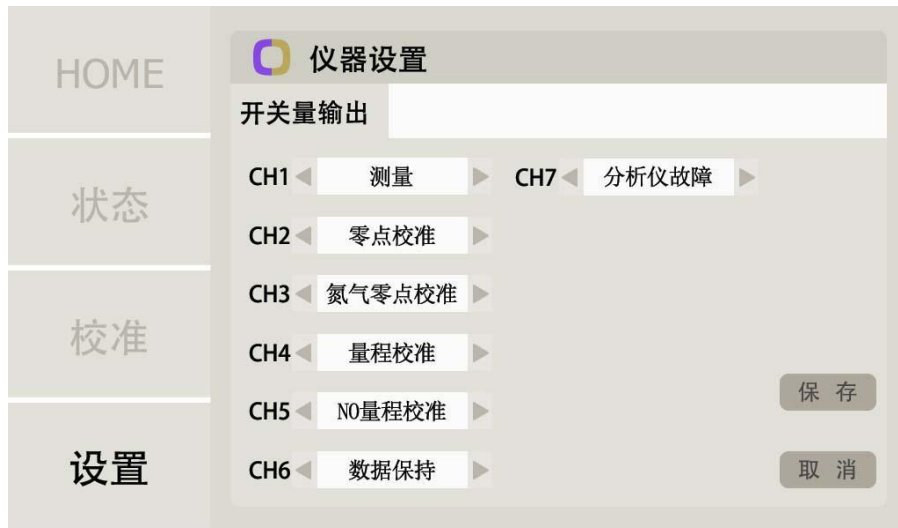 HOME
状态
校准
设置
仪器设置
开关量输出
CH1 测量 CH7 分析仪故障
CH2 零点校准
CH3 氮气零点校准
CH4 量程校准
CH5 NO量程校准
CH6 数据保持
保 存
取 消